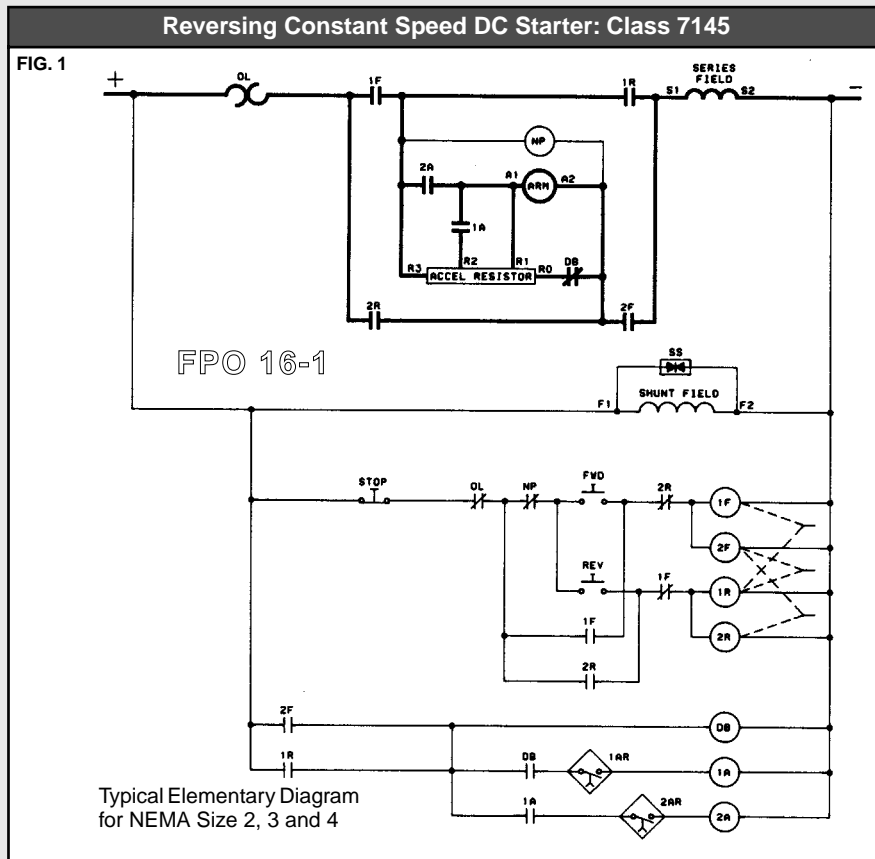 Reversing Constant Speed DC Starter: Class 7145
FIG. 1
+ OL 1F 1R S1 SERIES FIELD S2 −
NP
2A A1 ARM A2
1A
R3 R2 R1 R0 DB
ACCEL RESISTOR
2R 2F
FPO 16-1
SS
F1 SHUNT FIELD F2
STOP OL NP FWD 2R 1F
2F
REV 1F 1R
1F 2R
2R
2F DB
1R DB 1AR 1A
1A 2AR 2A
Typical Elementary Diagram
for NEMA Size 2, 3 and 4